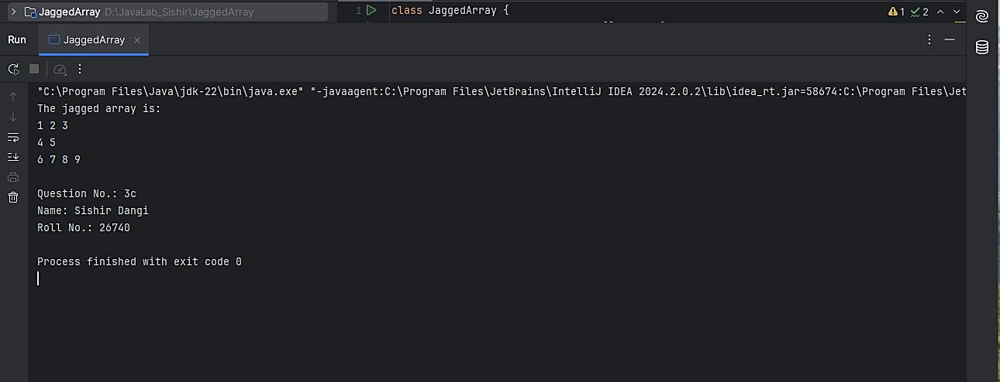 JaggedArray D:\JavaLab_Sishir\JaggedArray
1 class JaggedArray {
1 2
Run JaggedArray
"C:\Program Files\Java\jdk-22\bin\java.exe" "-javaagent:C:\Program Files\JetBrains\IntelliJ IDEA 2024.2.0.2\lib\idea_rt.jar=58674:C:\Program Files\Jet
The jagged array is:
1 2 3
4 5
6 7 8 9
Question No.: 3c
Name: Sishir Dangi
Roll No.: 26740
Process finished with exit code 0